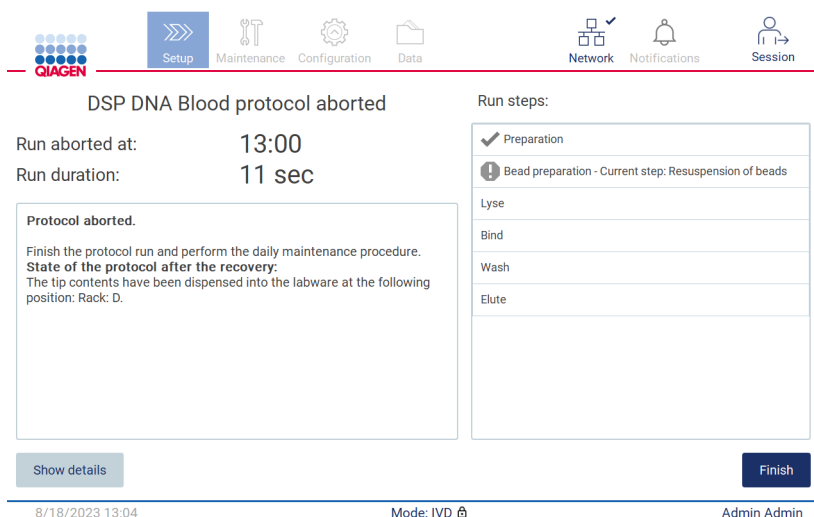 QIAGEN
Setup
Maintenance
Configuration
Data
Network
Notifications
Session
DSP DNA Blood protocol aborted
Run aborted at: 13:00
Run duration: 11 sec
Protocol aborted.
Finish the protocol run and perform the daily maintenance procedure.
State of the protocol after the recovery:
The tip contents have been dispensed into the labware at the following
position: Rack: D.
Show details
Run steps:
Preparation
Bead preparation - Current step: Resuspension of beads
Lyse
Bind
Wash
Elute
Finish
8/18/2023 13:04
Mode: IVD
Admin Admin